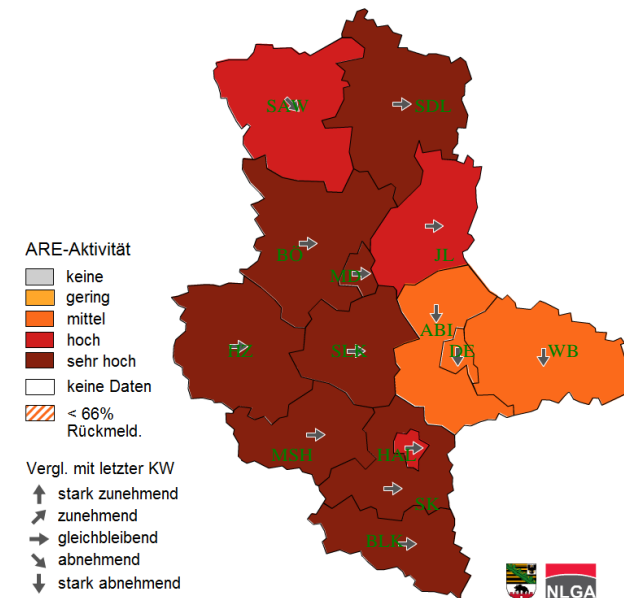 SAW
SDL
BÖ
MD
JL
HZ
SLK
ABI
DE
WB
MSH
HAL
SK
BLK
ARE-Aktivität
keine
gering
mittel
hoch
sehr hoch
keine Daten
< 66%
Rückmeld.
Vergl. mit letzter KW
stark zunehmend
zunehmend
gleichbleibend
abnehmend
stark abnehmend
NLGA